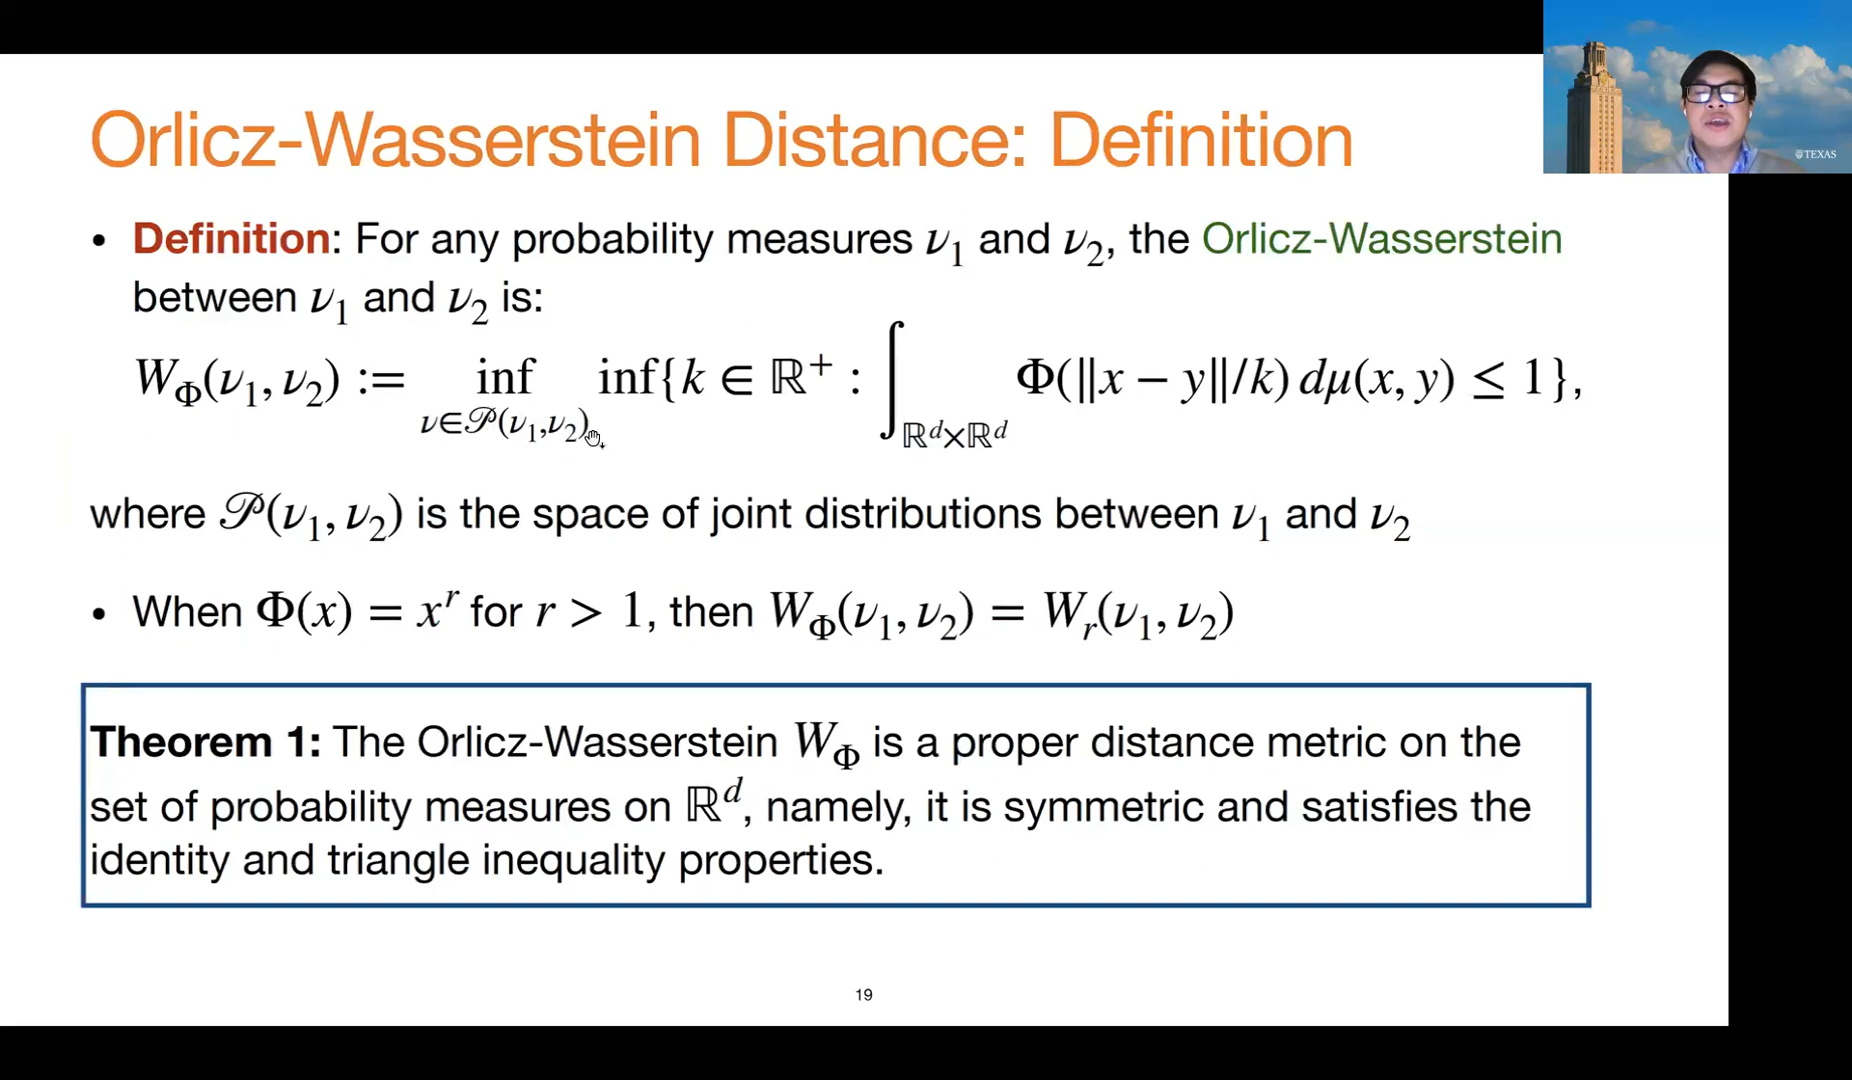 TEXAS
Orlicz-Wasserstein Distance: Definition
• Definition: For any probability measures ν₁ and ν₂, the Orlicz-Wasserstein
between ν₁ and ν₂ is:
W_Φ(ν₁, ν₂) := inf_{ν∈𝒫(ν₁,ν₂)} inf{k ∈ ℝ⁺ : ∫_{ℝᵈ×ℝᵈ} Φ(‖x − y‖/k) dμ(x, y) ≤ 1},
where 𝒫(ν₁, ν₂) is the space of joint distributions between ν₁ and ν₂
• When Φ(x) = xʳ for r > 1, then W_Φ(ν₁, ν₂) = W_r(ν₁, ν₂)
Theorem 1: The Orlicz-Wasserstein W_Φ is a proper distance metric on the
set of probability measures on ℝᵈ, namely, it is symmetric and satisfies the
identity and triangle inequality properties.
19